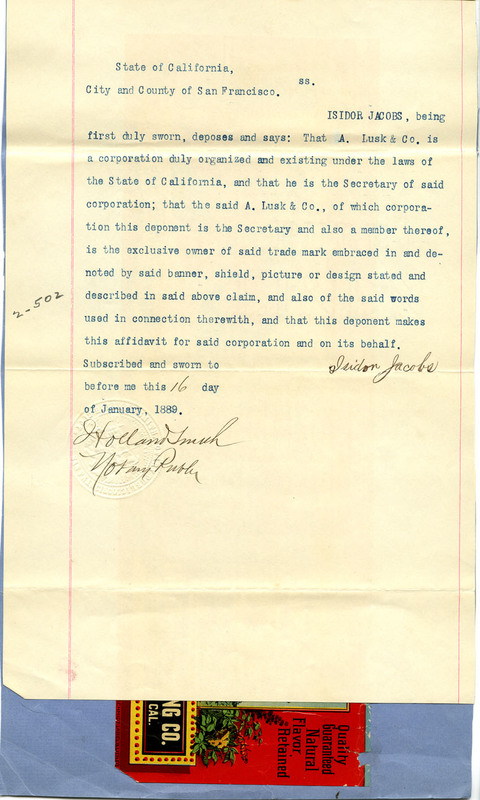 State of California,
ss.
City and County of San Francisco.
ISIDOR JACOBS, being
first duly sworn, deposes and says: That A. Lusk & Co. is
a corporation duly organized and existing under the laws of
the State of California, and that he is the Secretary of said
corporation; that the said A. Lusk & Co., of which corpora-
tion this deponent is the Secretary and also a member thereof,
is the exclusive owner of said trade mark embraced in and de-
noted by said banner, shield, picture or design stated and
described in said above claim, and also of the said words
used in connection therewith, and that this deponent makes
this affidavit for said corporation and on its behalf.
Subscribed and sworn to
Isidor Jacobs
before me this 16 day
of January, 1889.
Holland Smith
Notary Public
2-502
NG CO.
CAL.
Quality
Guaranteed
Natural
Flavor
Retained